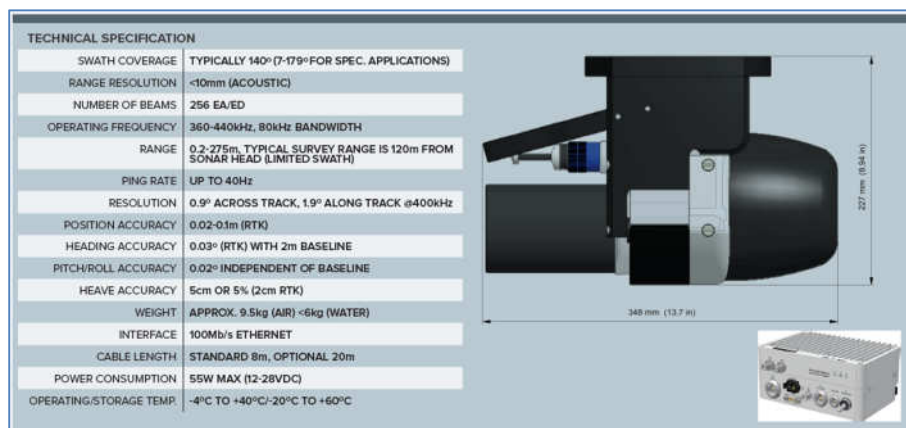 TECHNICAL SPECIFICATION
SWATH COVERAGE TYPICALLY 140º (7-179º FOR SPEC. APPLICATIONS)
RANGE RESOLUTION <10mm (ACOUSTIC)
NUMBER OF BEAMS 256 EA/ED
OPERATING FREQUENCY 360-440kHz, 80kHz BANDWIDTH
RANGE 0.2-275m, TYPICAL SURVEY RANGE IS 120m FROM
SONAR HEAD (LIMITED SWATH)
PING RATE UP TO 40Hz
RESOLUTION 0.9º ACROSS TRACK, 1.9º ALONG TRACK @400kHz
POSITION ACCURACY 0.02-0.1m (RTK)
HEADING ACCURACY 0.03º (RTK) WITH 2m BASELINE
PITCH/ROLL ACCURACY 0.02º INDEPENDENT OF BASELINE
HEAVE ACCURACY 5cm OR 5% (2cm RTK)
WEIGHT APPROX. 9.5kg (AIR) <6kg (WATER)
INTERFACE 100Mb/s ETHERNET
CABLE LENGTH STANDARD 8m, OPTIONAL 20m
POWER CONSUMPTION 55W MAX (12-28VDC)
OPERATING/STORAGE TEMP. -4ºC TO +40ºC/-20ºC TO +60ºC
227 mm (8.94 in)
348 mm (13.7 in)